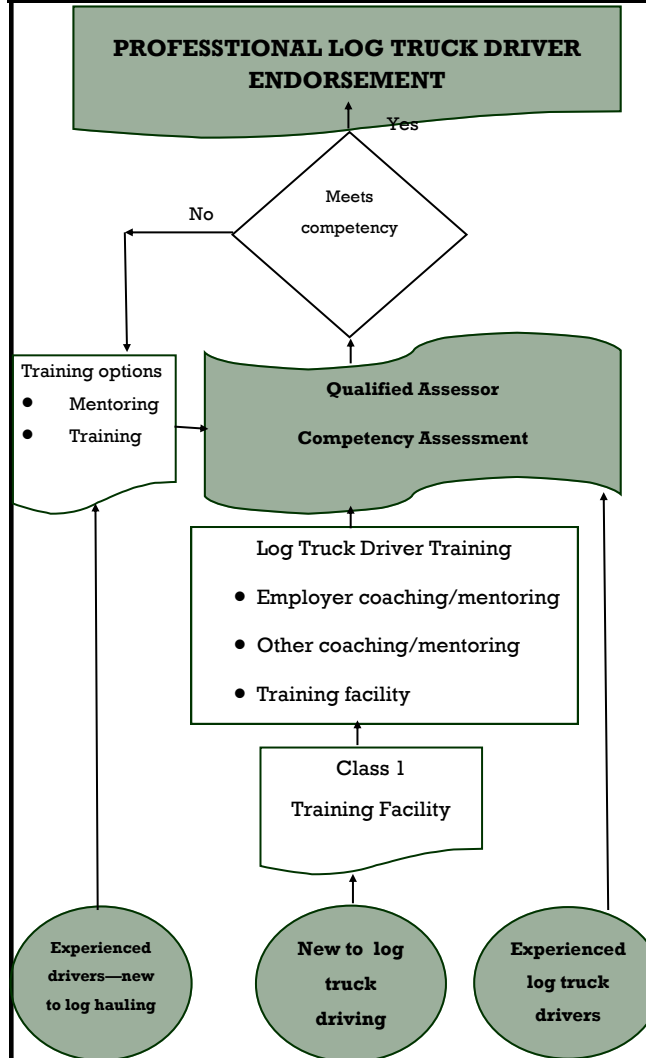 PROFESSTIONAL LOG TRUCK DRIVER
ENDORSEMENT
Yes
Meets
competency
No
Training options
● Mentoring
● Training
Qualified Assessor
Competency Assessment
Log Truck Driver Training
● Employer coaching/mentoring
● Other coaching/mentoring
● Training facility
Class 1
Training Facility
Experienced
drivers—new
to log hauling
New to log
truck
driving
Experienced
log truck
drivers